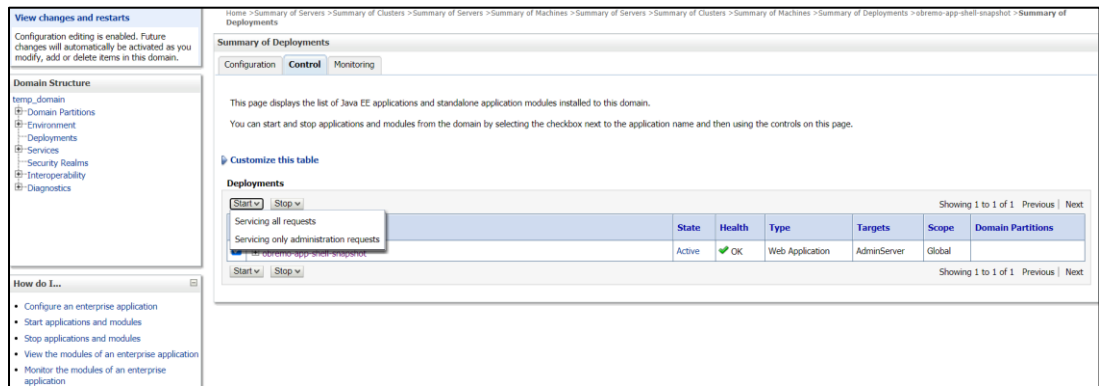 View changes and restarts
Configuration editing is enabled. Future
changes will automatically be activated as you
modify, add or delete items in this domain.
Domain Structure
temp_domain
Domain Partitions
Environment
Deployments
Services
Security Realms
Interoperability
Diagnostics
How do I...
Configure an enterprise application
Start applications and modules
Stop applications and modules
View the modules of an enterprise application
Monitor the modules of an enterprise
application
Home >Summary of Servers >Summary of Clusters >Summary of Servers >Summary of Machines >Summary of Servers >Summary of Clusters >Summary of Machines >Summary of Deployments >obremo-app-shell-snapshot >Summary of
Deployments
Summary of Deployments
Configuration Control Monitoring
This page displays the list of Java EE applications and standalone application modules installed to this domain.
You can start and stop applications and modules from the domain by selecting the checkbox next to the application name and then using the controls on this page.
Customize this table
Deployments
Start Stop Showing 1 to 1 of 1 Previous | Next
Servicing all requests
Servicing only administration requests
State Health Type Targets Scope Domain Partitions
obremo-app-shell-snapshot Active OK Web Application AdminServer Global
Start Stop Showing 1 to 1 of 1 Previous | Next